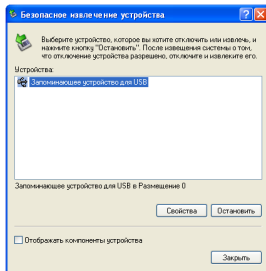 Безопасное извлечение устройства
Выберите устройство, которое вы хотите отключить или извлечь, и
нажмите кнопку "Остановить". После извещения системы о том,
что отключение устройства разрешено, отключите и извлеките его.
Устройства:
Запоминающее устройство для USB
Запоминающее устройство для USB в Размещение 0
Свойства
Остановить
Отображать компоненты устройства
Закрыть